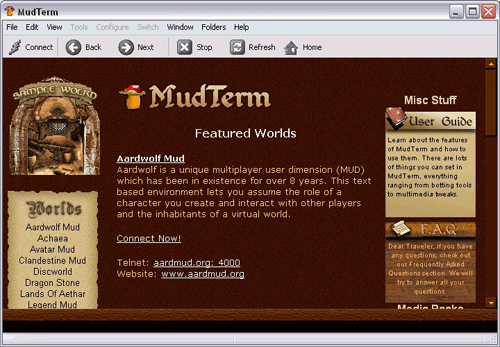 MudTerm
File Edit View Tools Configure Switch Window Folders Help
Connect Back Next Stop Refresh Home
SAMPLE WORLD
Worlds
Aardwolf Mud
Achaea
Avatar Mud
Clandestine Mud
Discworld
Dragon Stone
Lands Of Aethar
Legend Mud
MudTerm
Featured Worlds
Aardwolf Mud
Aardwolf is a unique multiplayer user dimension (MUD)
which has been in existence for over 8 years. This text
based environment lets you assume the role of a
character you create and interact with other players
and the inhabitants of a virtual world.
Connect Now!
Telnet: aardmud.org: 4000
Website: www.aardmud.org
Misc Stuff
User Guide
Learn about the features
of MudTerm and how to
use them. There are lots
of things you can set in
MudTerm, everything
ranging from botting tools
to multimedia tweaks.
F.A.Q
Dear Traveler, if you have
any questions, check out
our Frequently Asked
Questions section. We will
try to answer all your
questions.
Media Packs